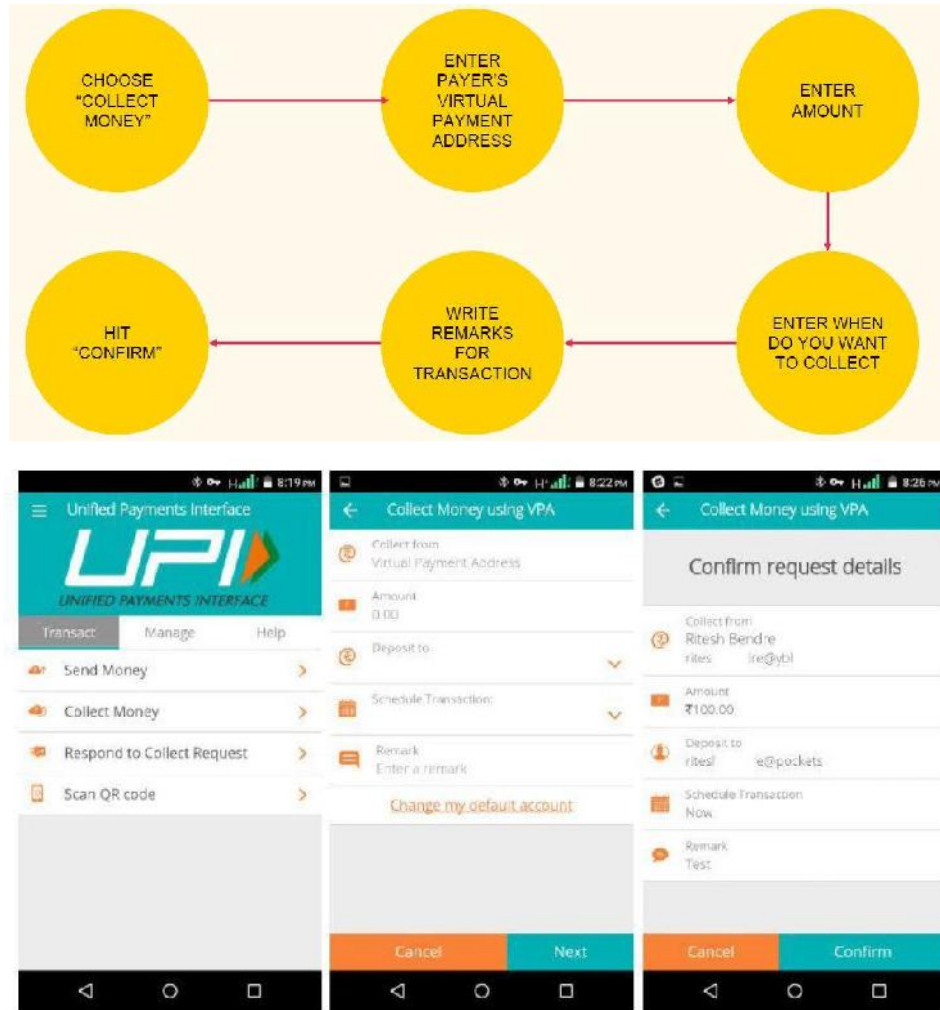 CHOOSE
“COLLECT
MONEY”
ENTER
PAYER’S
VIRTUAL
PAYMENT
ADDRESS
ENTER
AMOUNT
ENTER WHEN
DO YOU WANT
TO COLLECT
WRITE
REMARKS
FOR
TRANSACTION
HIT
“CONFIRM”
8:19 PM
Unified Payments Interface
UPI
UNIFIED PAYMENTS INTERFACE
Transact Manage Help
Send Money
Collect Money
Respond to Collect Request
Scan QR code
8:22 PM
Collect Money using VPA
Collect from
Virtual Payment Address
Amount
0.00
Deposit to
Schedule Transaction:
Remark
Enter a remark
Change my default account
Cancel Next
8:26 PM
Collect Money using VPA
Confirm request details
Collect from
Ritesh Bendre
rites ire@ybl
Amount
₹100.00
Deposit to
e@pockets
Schedule Transaction
Now
Remark
Test
Cancel Confirm